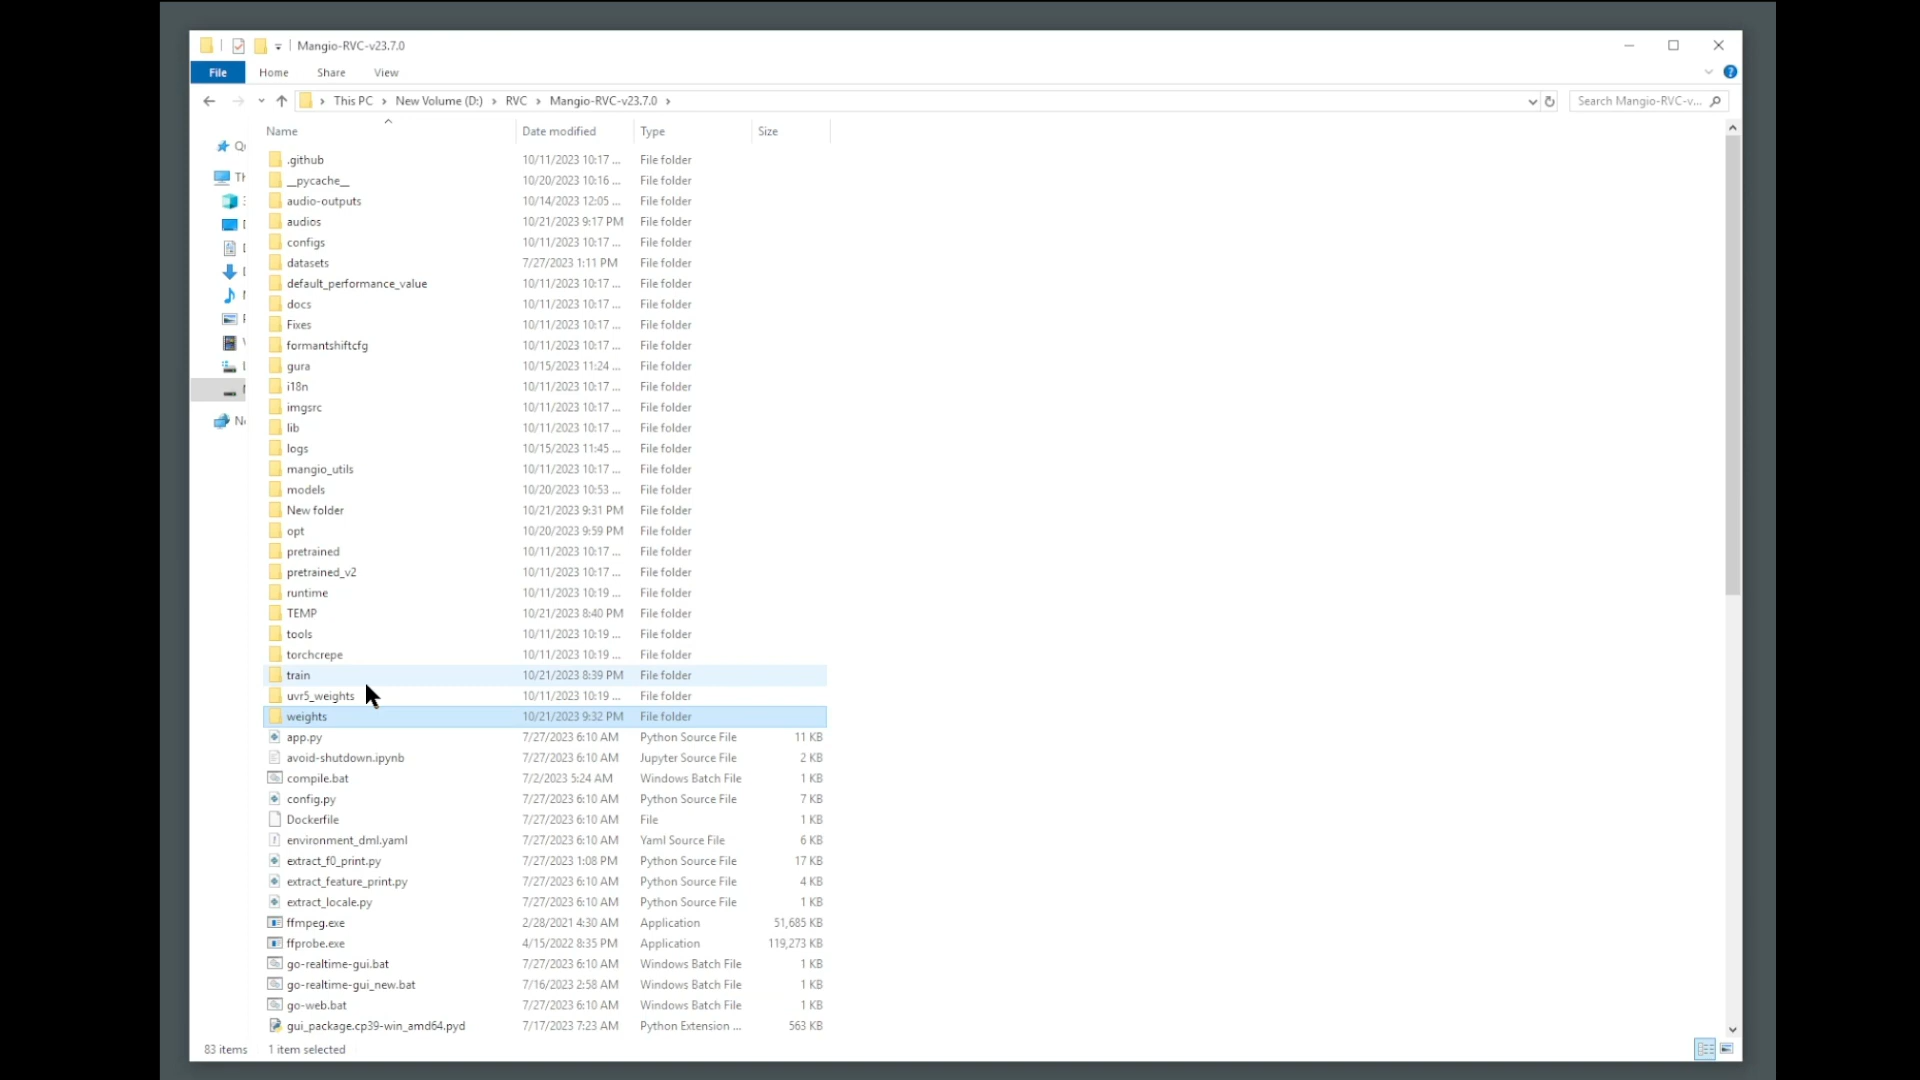 Mangio-RVC-v23.7.0
File Home Share View
This PC New Volume (D:) RVC Mangio-RVC-v23.7.0 Search Mangio-RVC-v...
Name Date modified Type Size
.github 10/11/2023 10:17 ... File folder
__pycache__ 10/20/2023 10:16 ... File folder
audio-outputs 10/14/2023 12:05 ... File folder
audios 10/21/2023 9:17 PM File folder
configs 10/11/2023 10:17 ... File folder
datasets 7/27/2023 1:11 PM File folder
default_performance_value 10/11/2023 10:17 ... File folder
docs 10/11/2023 10:17 ... File folder
Fixes 10/11/2023 10:17 ... File folder
formantshiftcfg 10/11/2023 10:17 ... File folder
gura 10/15/2023 11:24 ... File folder
i18n 10/11/2023 10:17 ... File folder
imgsrc 10/11/2023 10:17 ... File folder
lib 10/11/2023 10:17 ... File folder
logs 10/15/2023 11:45 ... File folder
mangio_utils 10/11/2023 10:17 ... File folder
models 10/20/2023 10:53 ... File folder
New folder 10/21/2023 9:31 PM File folder
opt 10/20/2023 9:59 PM File folder
pretrained 10/11/2023 10:17 ... File folder
pretrained_v2 10/11/2023 10:17 ... File folder
runtime 10/11/2023 10:19 ... File folder
TEMP 10/21/2023 8:40 PM File folder
tools 10/11/2023 10:19 ... File folder
torchcrepe 10/11/2023 10:19 ... File folder
train 10/21/2023 8:39 PM File folder
uvr5_weights 10/11/2023 10:19 ... File folder
weights 10/21/2023 9:32 PM File folder
app.py 7/27/2023 6:10 AM Python Source File 11 KB
avoid-shutdown.ipynb 7/27/2023 6:10 AM Jupyter Source File 2 KB
compile.bat 7/2/2023 5:24 AM Windows Batch File 1 KB
config.py 7/27/2023 6:10 AM Python Source File 7 KB
Dockerfile 7/27/2023 6:10 AM File 1 KB
environment_dml.yaml 7/27/2023 6:10 AM Yaml Source File 6 KB
extract_f0_print.py 7/27/2023 1:08 PM Python Source File 17 KB
extract_feature_print.py 7/27/2023 6:10 AM Python Source File 4 KB
extract_locale.py 7/27/2023 6:10 AM Python Source File 1 KB
ffmpeg.exe 2/28/2021 4:30 AM Application 51,685 KB
ffprobe.exe 4/15/2022 8:35 PM Application 119,273 KB
go-realtime-gui.bat 7/27/2023 6:10 AM Windows Batch File 1 KB
go-realtime-gui_new.bat 7/16/2023 2:58 AM Windows Batch File 1 KB
go-web.bat 7/27/2023 6:10 AM Windows Batch File 1 KB
gui_package.cp39-win_amd64.pyd 7/17/2023 7:23 AM Python Extension ... 563 KB
83 items 1 item selected